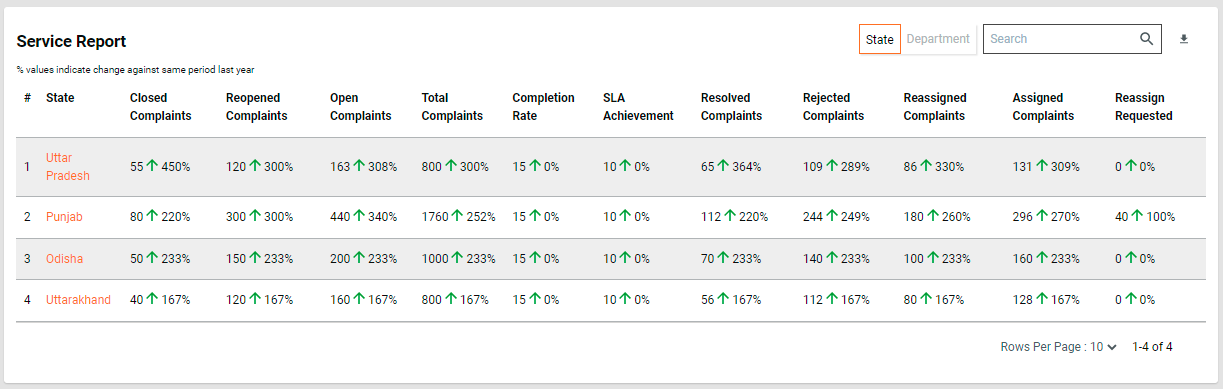 Service Report
State Department Search
% values indicate change against same period last year
# State Closed Complaints Reopened Complaints Open Complaints Total Complaints Completion Rate SLA Achievement Resolved Complaints Rejected Complaints Reassigned Complaints Assigned Complaints Reassign Requested
1 Uttar Pradesh 55 ↑ 450% 120 ↑ 300% 163 ↑ 308% 800 ↑ 300% 15 ↑ 0% 10 ↑ 0% 65 ↑ 364% 109 ↑ 289% 86 ↑ 330% 131 ↑ 309% 0 ↑ 0%
2 Punjab 80 ↑ 220% 300 ↑ 300% 440 ↑ 340% 1760 ↑ 252% 15 ↑ 0% 10 ↑ 0% 112 ↑ 220% 244 ↑ 249% 180 ↑ 260% 296 ↑ 270% 40 ↑ 100%
3 Odisha 50 ↑ 233% 150 ↑ 233% 200 ↑ 233% 1000 ↑ 233% 15 ↑ 0% 10 ↑ 0% 70 ↑ 233% 140 ↑ 233% 100 ↑ 233% 160 ↑ 233% 0 ↑ 0%
4 Uttarakhand 40 ↑ 167% 120 ↑ 167% 160 ↑ 167% 800 ↑ 167% 15 ↑ 0% 10 ↑ 0% 56 ↑ 167% 112 ↑ 167% 80 ↑ 167% 128 ↑ 167% 0 ↑ 0%
Rows Per Page : 10 1-4 of 4